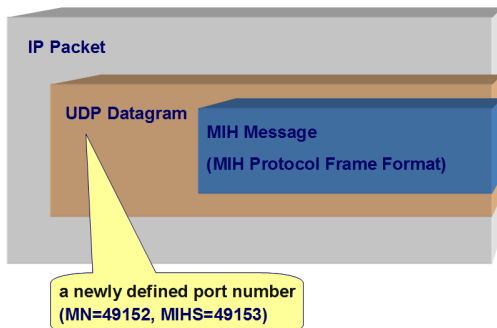 IP Packet
UDP Datagram
MIH Message
(MIH Protocol Frame Format)
a newly defined port number
(MN=49152, MIHS=49153)